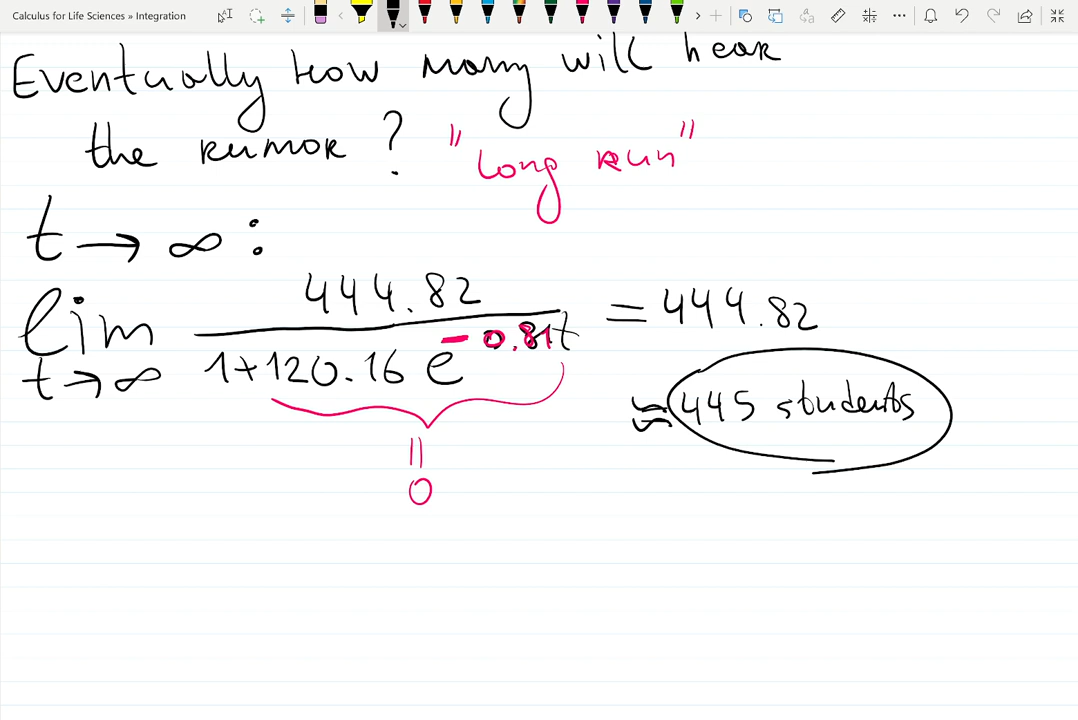 Calculus for Life Sciences » Integration
Eventually how many will hear
the rumor? "long run"
t → ∞ :
lim t→∞ 444.82 / (1+120.16 e^(-0.81t)) = 444.82
≈ 445 students
||
0